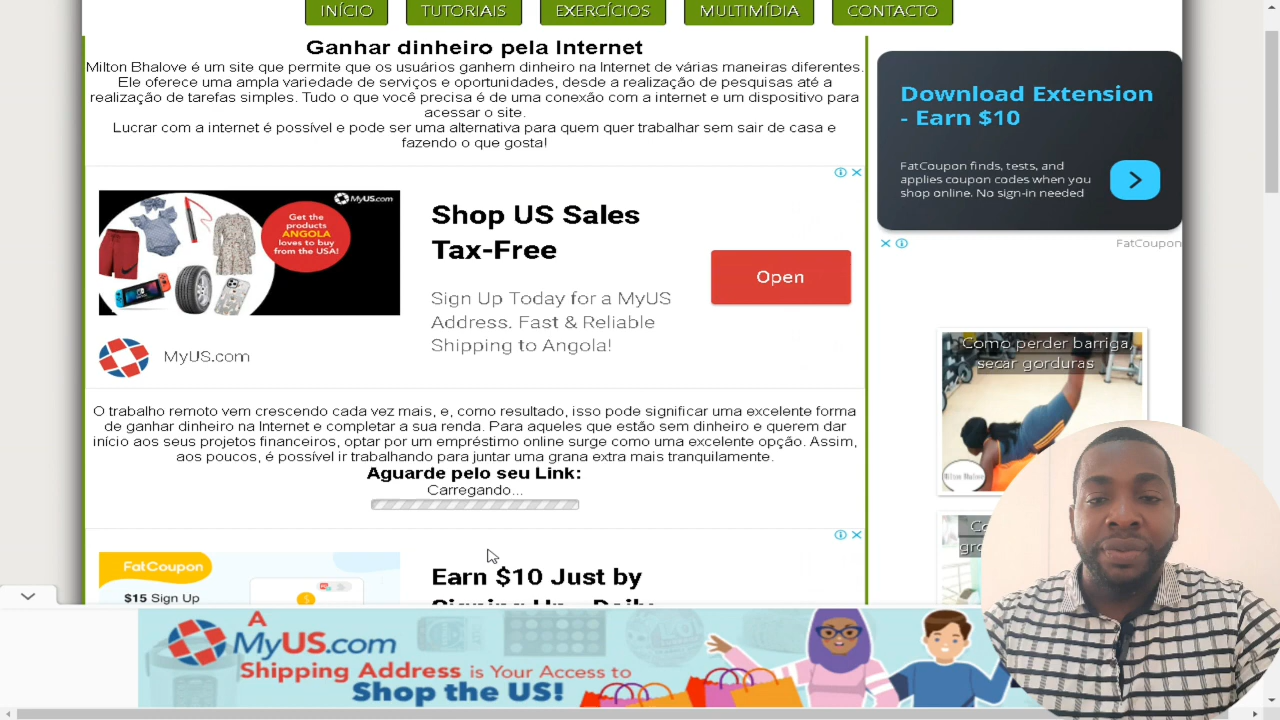 INÍCIO
TUTORIAIS
EXERCÍCIOS
MULTIMÍDIA
CONTACTO
Ganhar dinheiro pela Internet
Milton Bhalove é um site que permite que os usuários ganhem dinheiro na Internet de várias maneiras diferentes.
Ele oferece uma ampla variedade de serviços e oportunidades, desde a realização de pesquisas até a
realização de tarefas simples. Tudo o que você precisa é de uma conexão com a internet e um dispositivo para
acessar o site.
Lucrar com a internet é possível e pode ser uma alternativa para quem quer trabalhar sem sair de casa e
fazendo o que gosta!
MyUS.com
Get the
products
ANGOLA
loves to buy
from the USA!
Shop US Sales
Tax-Free
Sign Up Today for a MyUS
Address. Fast & Reliable
Shipping to Angola!
Open
MyUS.com
O trabalho remoto vem crescendo cada vez mais, e, como resultado, isso pode significar uma excelente forma
de ganhar dinheiro na Internet e completar a sua renda. Para aqueles que estão sem dinheiro e querem dar
início aos seus projetos financeiros, optar por um empréstimo online surge como uma excelente opção. Assim,
aos poucos, é possível ir trabalhando para juntar uma grana extra mais tranquilamente.
Aguarde pelo seu Link:
Carregando...
FatCoupon
$15 Sign Up
Earn $10 Just by
Download Extension
- Earn $10
FatCoupon finds, tests, and
applies coupon codes when you
shop online. No sign-in needed
FatCoupon
Como perder barriga,
secar gorduras
A
MyUS.com
Shipping Address is Your Access to
Shop the US!